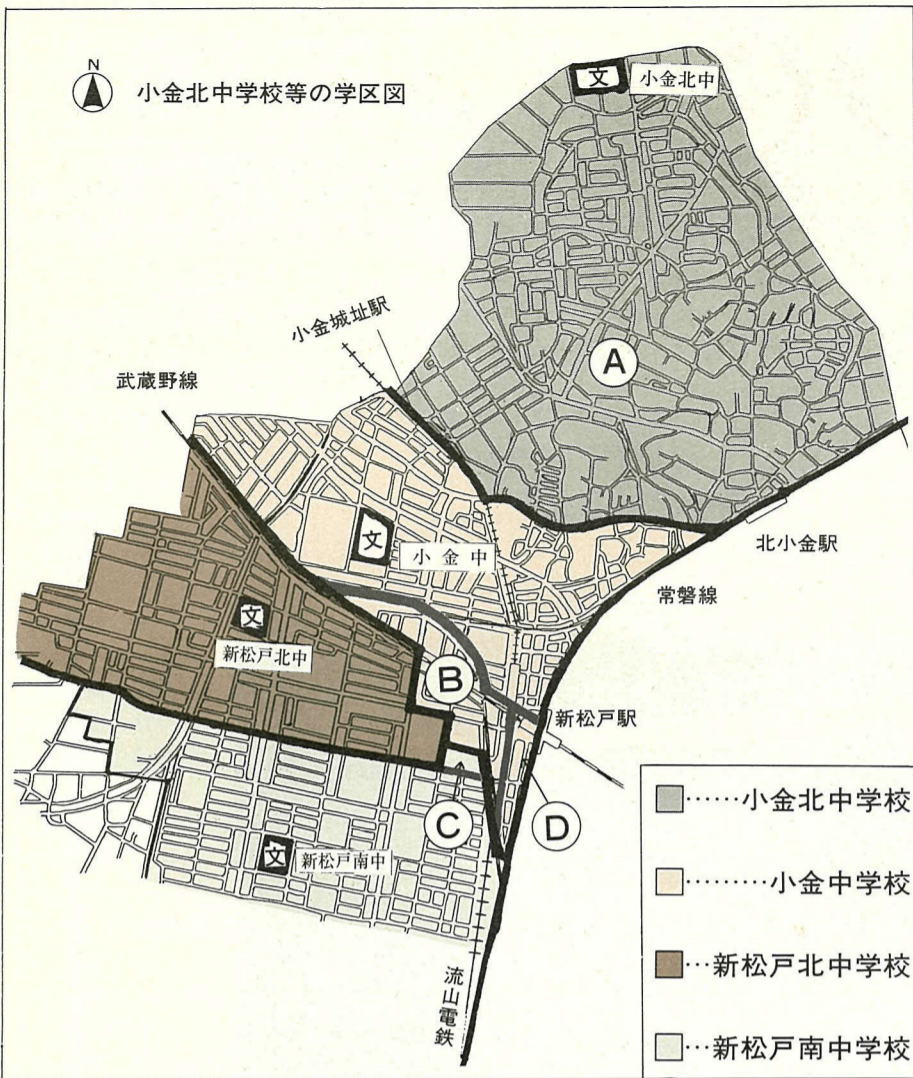 N
小金北中学校等の学区図
文
小金北中
小金城址駅
武蔵野線
A
北小金駅
文
小金中
常磐線
文
新松戸北中
B
新松戸駅
C
D
文
新松戸南中
流山電鉄
……小金北中学校
………小金中学校
…新松戸北中学校
…新松戸南中学校